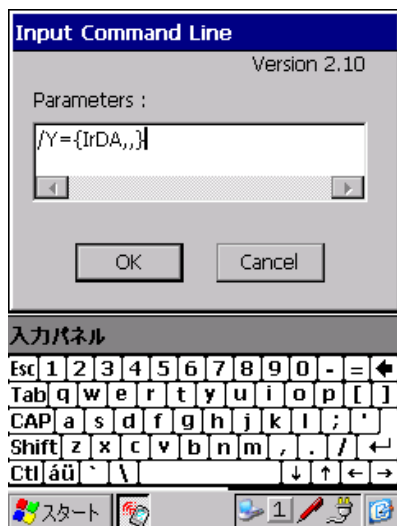 Input Command Line
Version 2.10
Parameters :
/Y={IrDA,,}
OK Cancel
入力パネル
Esc 1 2 3 4 5 6 7 8 9 0 - = ←
Tab q w e r t y u i o p [ ]
CAP a s d f g h j k l ; '
Shift z x c v b n m , . / ↵
Ctl áü ` \ ↓ ↑ ← →
スタート 1